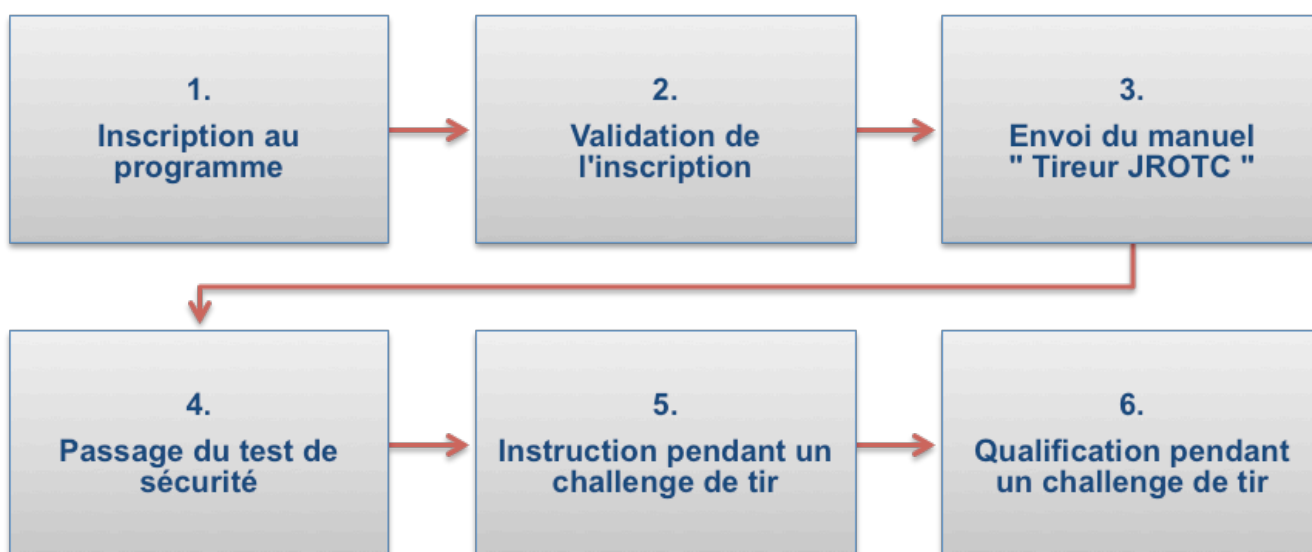 1.
Inscription au
programme
2.
Validation de
l'inscription
3.
Envoi du manuel
" Tireur JROTC "
4.
Passage du test de
sécurité
5.
Instruction pendant un
challenge de tir
6.
Qualification pendant
un challenge de tir